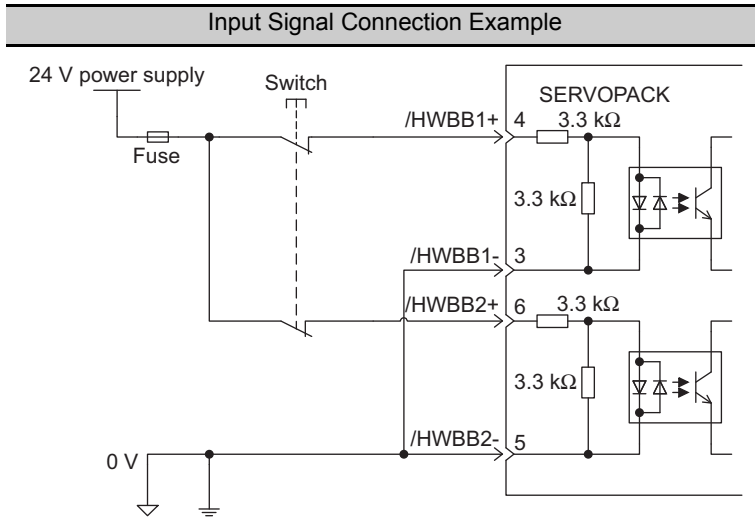 Input Signal Connection Example
24 V power supply
Switch
SERVOPACK
Fuse
/HWBB1+ 4 3.3 kΩ
3.3 kΩ
/HWBB1- 3
/HWBB2+ 6 3.3 kΩ
3.3 kΩ
/HWBB2- 5
0 V